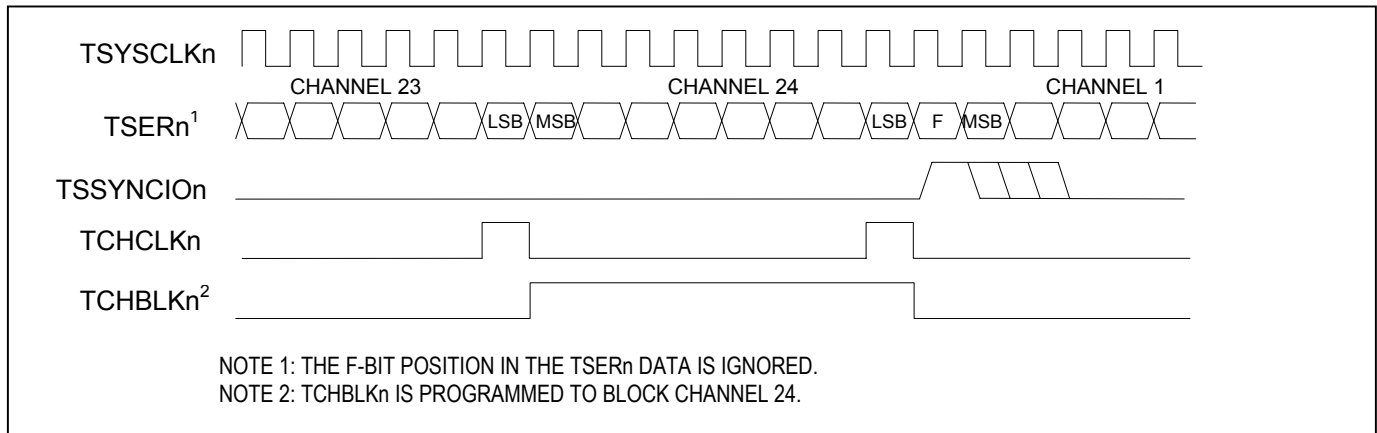 TSYSCLKn
CHANNEL 23 CHANNEL 24 CHANNEL 1
TSERn¹ LSB MSB LSB F MSB
TSSYNCIOn
TCHCLKn
TCHBLKn²
NOTE 1: THE F-BIT POSITION IN THE TSERn DATA IS IGNORED.
NOTE 2: TCHBLKn IS PROGRAMMED TO BLOCK CHANNEL 24.